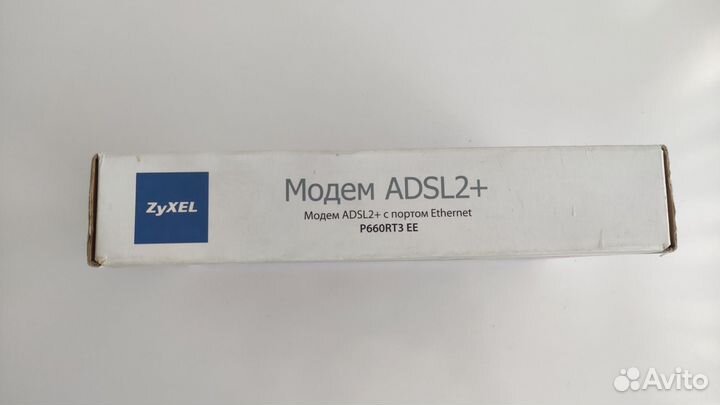 ZyXEL
Модем ADSL2+
Модем ADSL2+ с портом Ethernet
P660RT3 EE
Avito